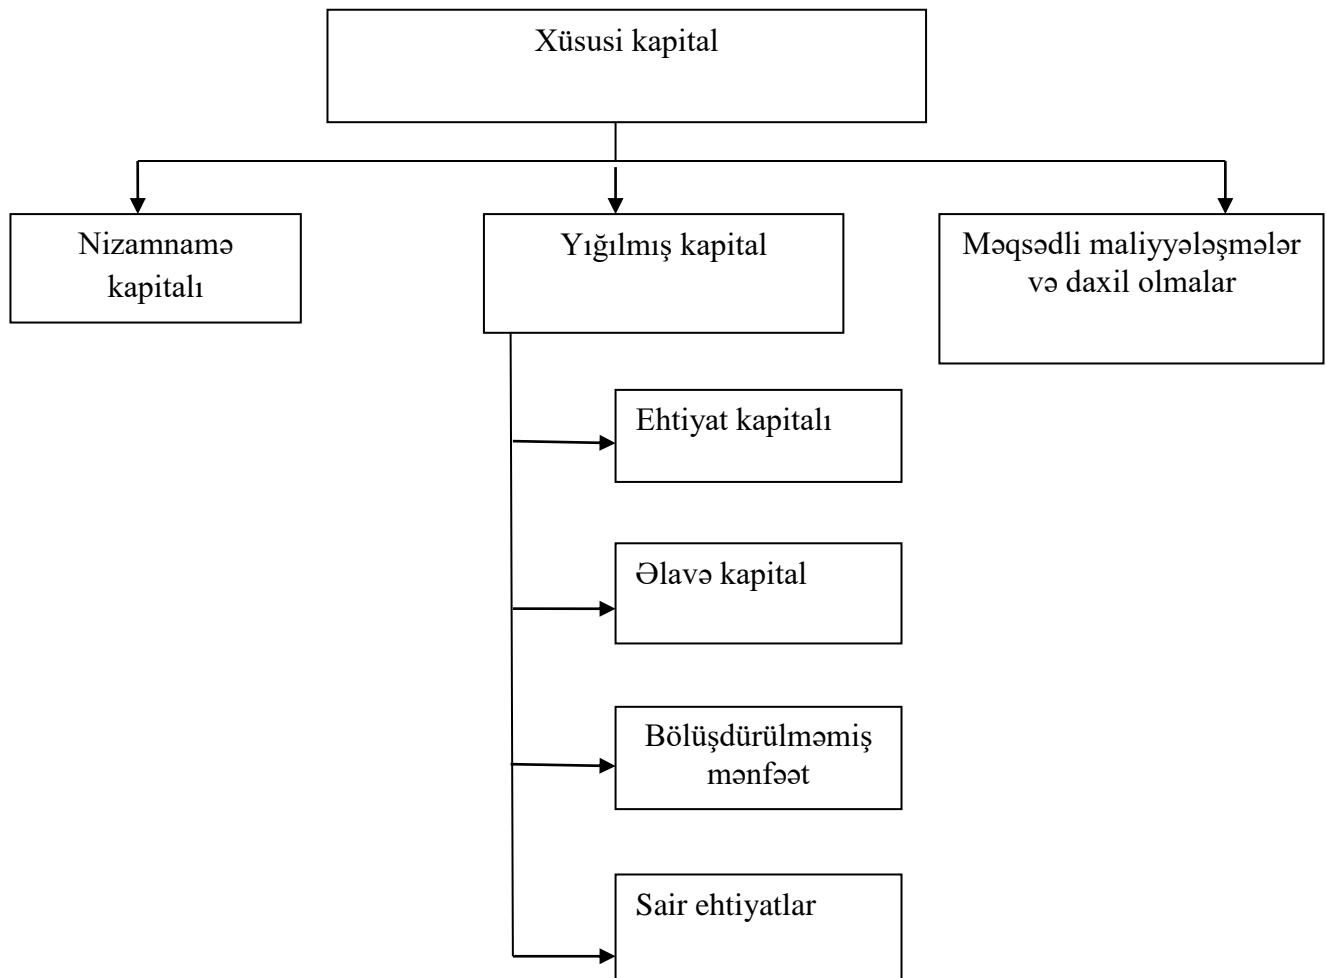 Xüsusi kapital
Nizamnamə
kapitalı
Yığılmış kapital
Məqsədli maliyyələşmələr
və daxil olmalar
Ehtiyat kapitalı
Əlavə kapital
Bölüşdürülməmiş
mənfəət
Sair ehtiyatlar